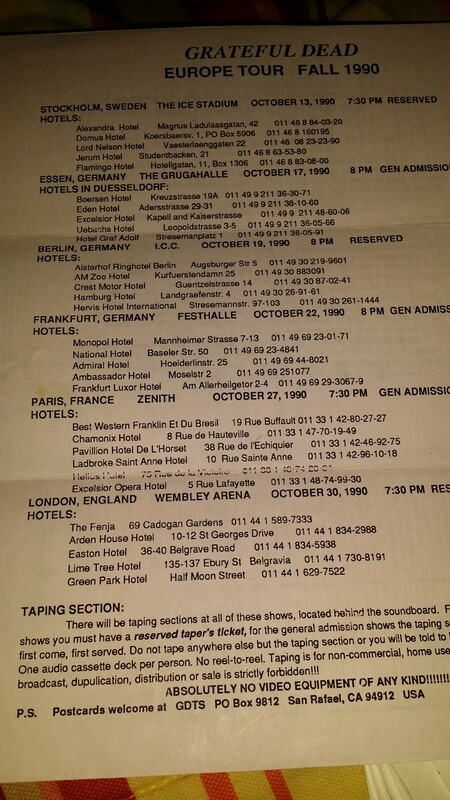 GRATEFUL DEAD
EUROPE TOUR FALL 1990
STOCKHOLM, SWEDEN THE ICE STADIUM OCTOBER 13, 1990 7:30 PM RESERVED
HOTELS:
Alexandra Hotel Magnus Ladulaasgatan, 42 011 46 8 84-03-20
Domus Hotel Koersbaersv. 1, PO Box 5906 011 46 8 160195
Lord Nelson Hotel Vaesterlaenggaten 22 011 46 08 23-23-90
Jerum Hotel Studentbacken, 21 011 46 8 63-53-80
Flamingo Hotel Hotellgatan, 11, Box 1306 011 46 8 83-08-00
ESSEN, GERMANY THE GRUGAHALLE OCTOBER 17, 1990 8 PM GEN ADMISSIO
HOTELS IN DUESSELDORF:
Boersen Hotel Kreuzstrasse 19A 011 49 9 211 36-30-71
Eden Hotel Adersstrasse 29-31 011 49 9 211 38-10-60
Excelsior Hotel Kapell and Kaiserstrasse 011 49 9 211 48-60-06
Uebachs Hotel Leopoldstrasse 3-5 011 49 9 211 36-05-66
Hotel Graf Adolf Stresemanplatz 1 011 49 9 211 36-05-91
BERLIN, GERMANY I.C.C. OCTOBER 19, 1990 8PM RESERVED
HOTELS:
Alsterhof Ringhotel Berlin Augsburger Str 5 011 49 30 219-9601
AM Zoo Hotel Kurfuerstendamn 25 011 49 30 883091
Crest Motor Hotel Guentzelstrasse 14 011 49 30 87-02-41
Hamburg Hotel Landgraefenstr. 4 011 49 30 26-91-61
Hervis Hotel International Stresemannstr. 97-103 011 49 30 261-1444
FRANKFURT, GERMANY FESTHALLE OCTOBER 22, 1990 8 PM GEN ADM
HOTELS:
Monopol Hotel Mannheimer Strasse 7-13 011 49 69 23-01-71
National Hotel Baseler Str. 50 011 49 69 23-4841
Admiral Hotel Hoelderlinstr. 25 011 49 69 44-8021
Ambassador Hotel Moselstr 2 011 49 69 251077
Frankfurt Luxor Hotel Am Allerheilgetor 2-4 011 49 69 29-3067-9
PARIS, FRANCE ZENITH OCTOBER 27, 1990 7:30 PM GEN ADMISSIO
HOTELS:
Best Western Franklin Et Du Bresil 19 Rue Buffault 011 33 1 42-80-27-27
Chamonix Hotel 8 Rue de Hauteville 011 33 1 47-70-19-49
Pavillion Hotel De L'Horset 38 Rue de l'Echiquier 011 33 1 42-46-92-75
Ladbroke Saint Anne Hotel 10 Rue Sainte Anne 011 33 1 42-96-10-18
Helios Hotel 75 Rue de la Victoire
Excelsior Opera Hotel 5 Rue Lafayette 011 33 1 48-74-99-30
LONDON, ENGLAND WEMBLEY ARENA OCTOBER 30, 1990 7:30 PM RES
HOTELS:
The Fenja 69 Cadogan Gardens 011 44 1 589-7333
Arden House Hotel 10-12 St Georges Drive 011 44 1 834-2988
Easton Hotel 36-40 Belgrave Road 011 44 1 834-5938
Lime Tree Hotel 135-137 Ebury St Belgravia 011 44 1 730-8191
Green Park Hotel Half Moon Street 011 44 1 629-7522
TAPING SECTION:
There will be taping sections at all of these shows, located behind the soundboard. F
shows you must have a reserved taper's ticket, for the general admission shows the taping s
first come, first served. Do not tape anywhere else but the taping section or you will be told to
One audio cassette deck per person. No reel-to-reel. Taping is for non-commercial, home use
broadcast, dupulication, distribution or sale is strictly forbidden!!!
ABSOLUTELY NO VIDEO EQUIPMENT OF ANY KIND!!!!!!!
P.S. Postcards welcome at GDTS PO Box 9812 San Rafael, CA 94912 USA